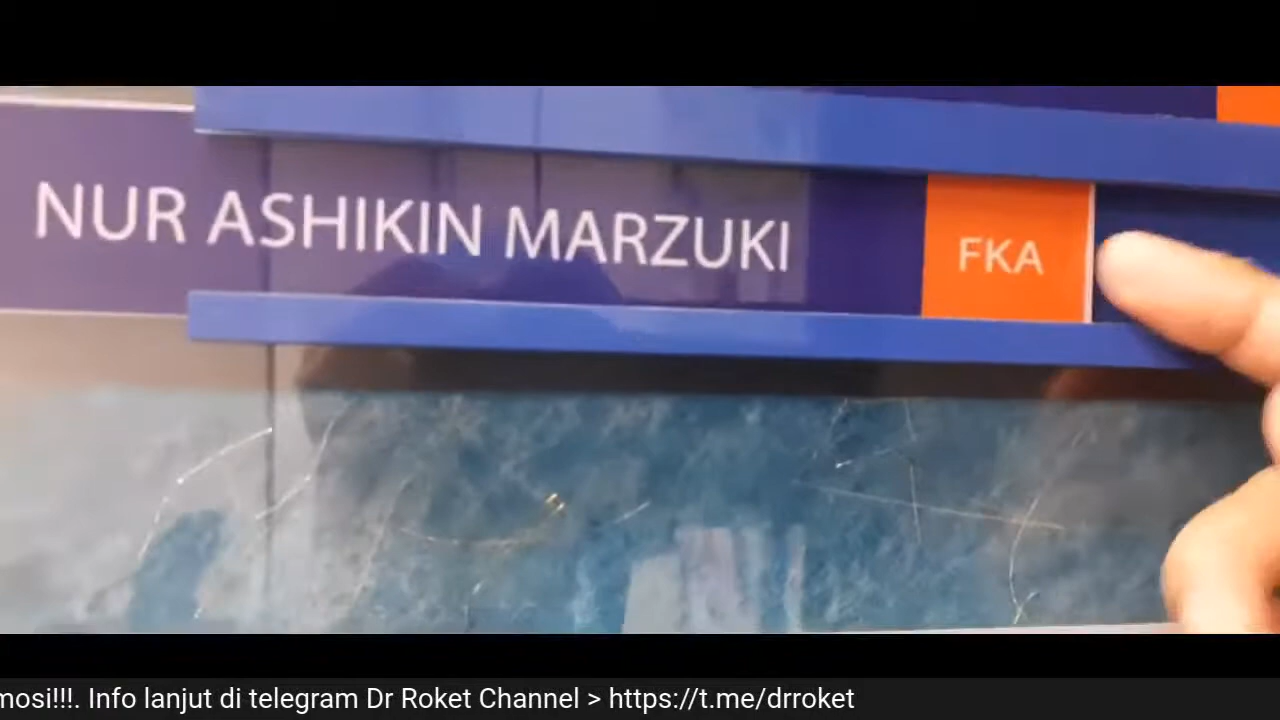 NUR ASHIKIN MARZUKI
FKA
mosi!!!. Info lanjut di telegram Dr Roket Channel > https://t.me/drroket